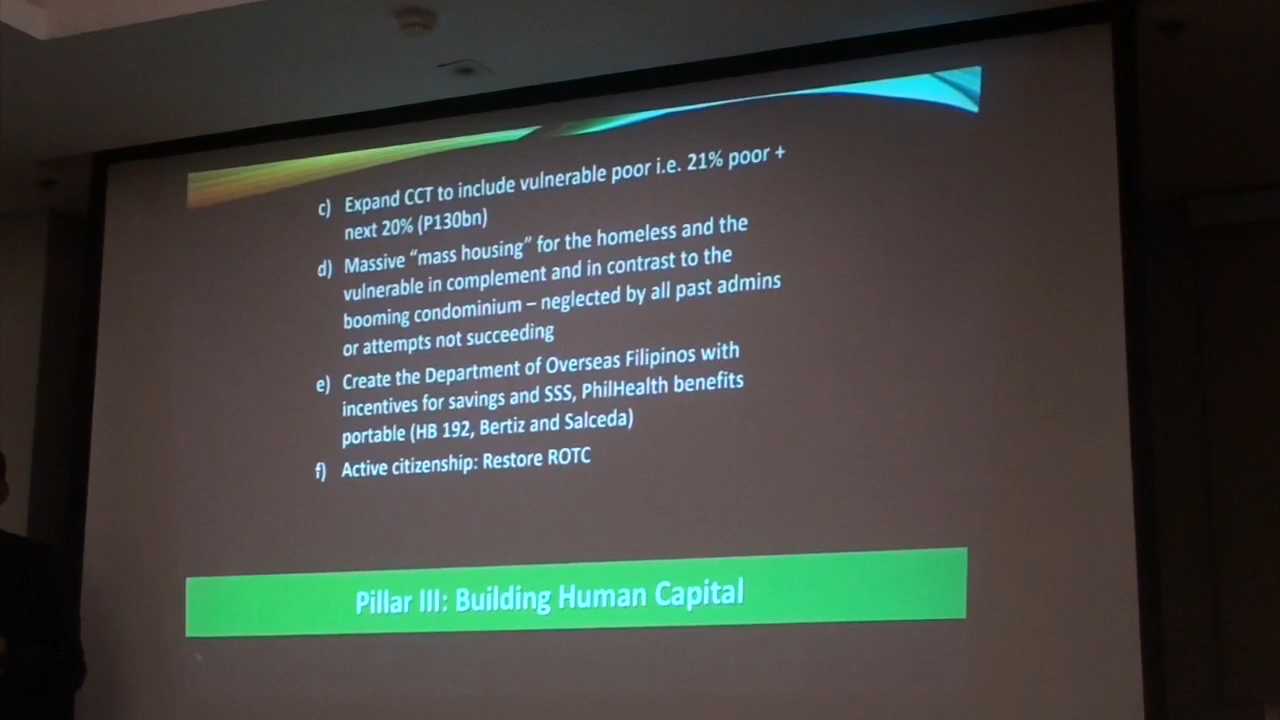 c) Expand CCT to include vulnerable poor i.e. 21% poor +
next 20% (P130bn)
d) Massive “mass housing” for the homeless and the
vulnerable in complement and in contrast to the
booming condominium – neglected by all past admins
or attempts not succeeding
e) Create the Department of Overseas Filipinos with
incentives for savings and SSS, PhilHealth benefits
portable (HB 192, Bertiz and Salceda)
f) Active citizenship: Restore ROTC
Pillar III: Building Human Capital